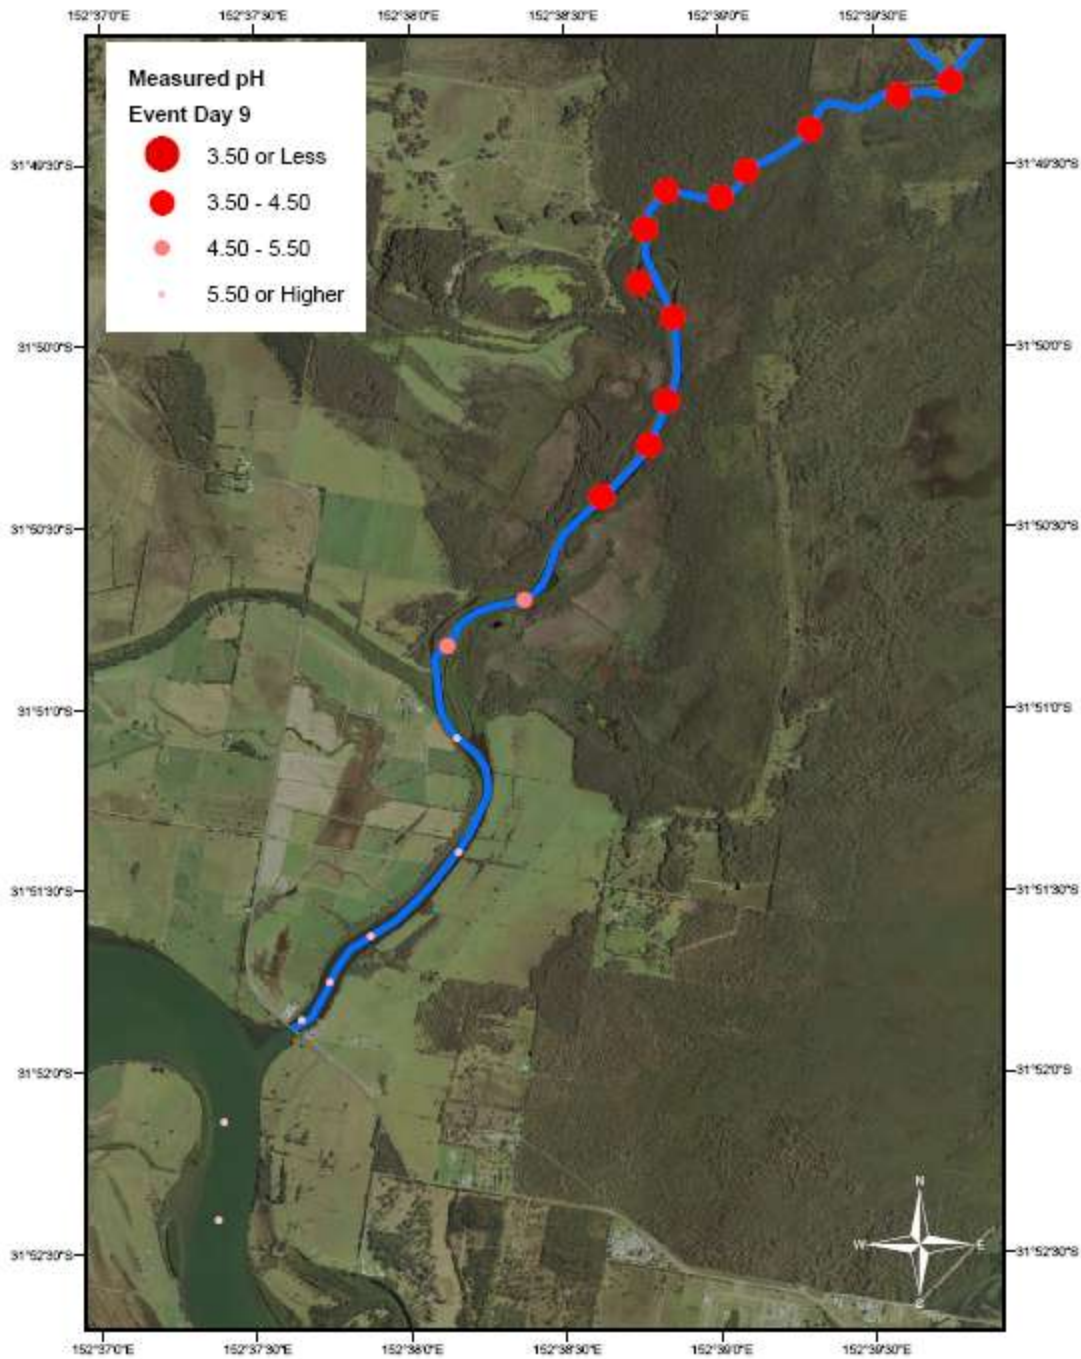 152°37'0"E 152°37'30"E 152°38'0"E 152°38'30"E 152°39'0"E 152°39'30"E
Measured pH
Event Day 9
3.50 or Less
3.50 - 4.50
4.50 - 5.50
5.50 or Higher
31°49'30"S 31°49'30"S
31°50'0"S 31°50'0"S
31°50'30"S 31°50'30"S
31°51'0"S 31°51'0"S
31°51'30"S 31°51'30"S
31°52'0"S 31°52'0"S
N
W E
S
31°52'30"S 31°52'30"S
152°37'0"E 152°37'30"E 152°38'0"E 152°38'30"E 152°39'0"E 152°39'30"E